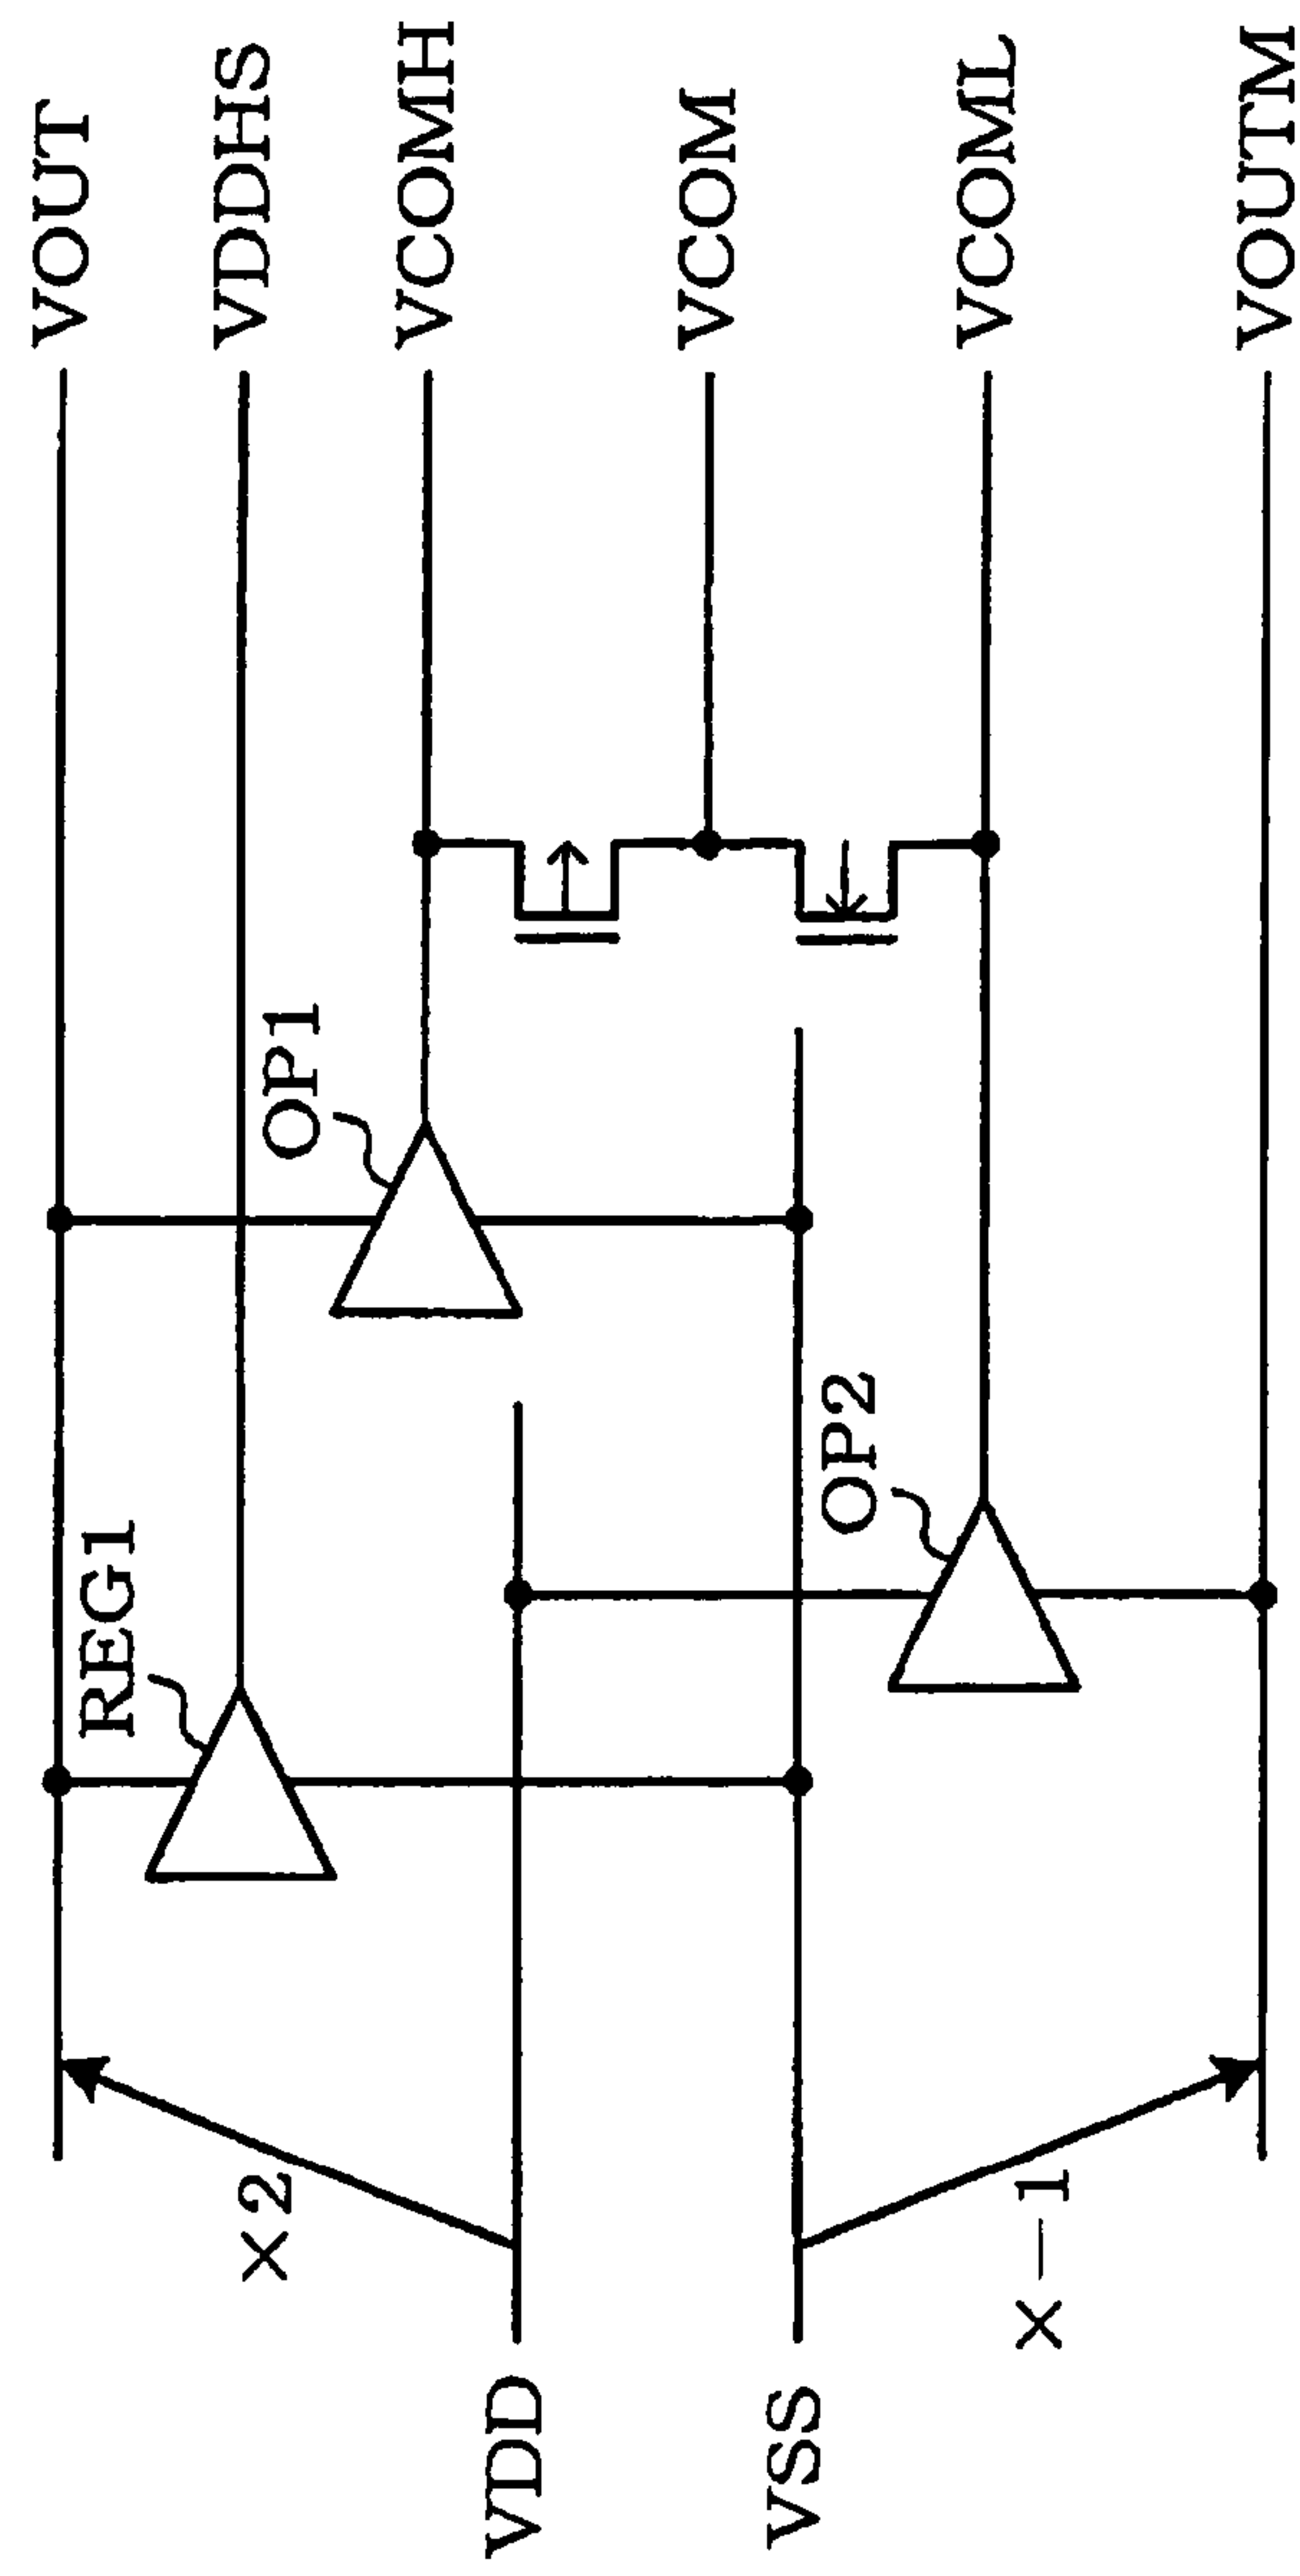 VOUT
VDDHS
VCOMH
VCOM
VCOML
VOUTM
OP1
REG1
OP2
×2
×−1
VDD
VSS